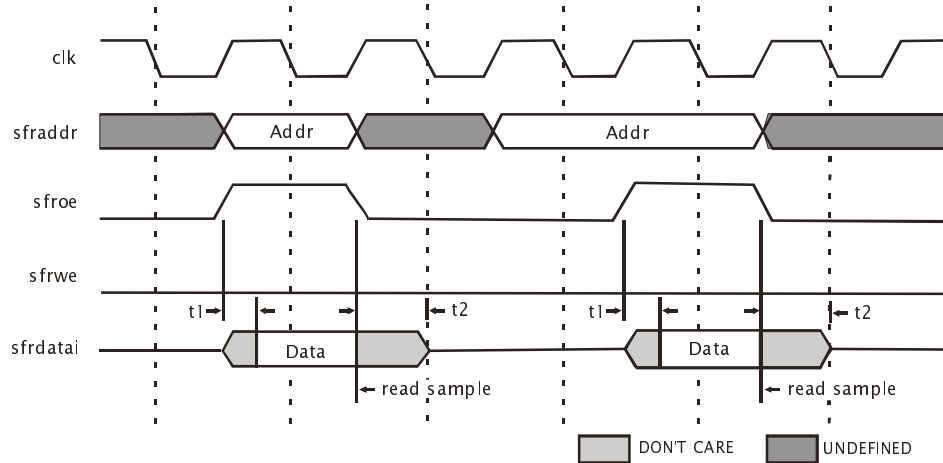 clk
sfraddr Addr Addr
sfroe
sfrwe
t1 t2 t1 t2
sfrdatai Data Data
read sample read sample
DON'T CARE UNDEFINED